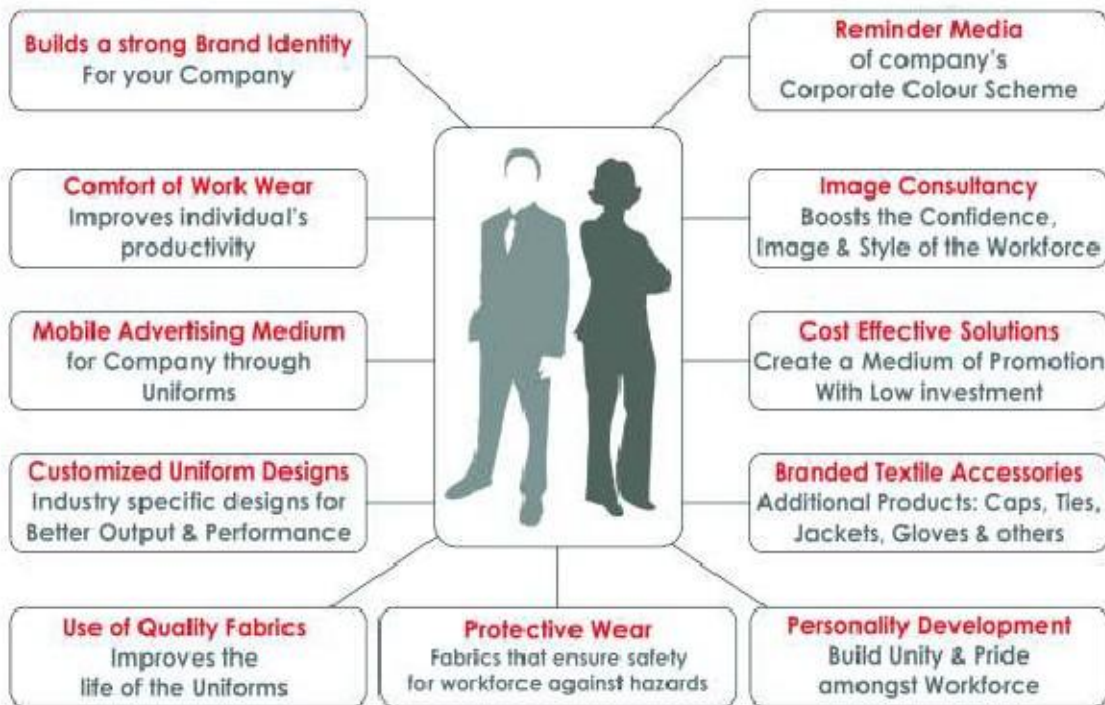 Builds a strong Brand Identity
For your Company
Reminder Media
of company's
Corporate Colour Scheme
Comfort of Work Wear
Improves individual's
productivity
Image Consultancy
Boosts the Confidence,
Image & Style of the Workforce
Mobile Advertising Medium
for Company through
Uniforms
Cost Effective Solutions
Create a Medium of Promotion
With Low investment
Customized Uniform Designs
Industry specific designs for
Better Output & Performance
Branded Textile Accessories
Additional Products: Caps, Ties,
Jackets, Gloves & others
Use of Quality Fabrics
Improves the
life of the Uniforms
Protective Wear
Fabrics that ensure safety
for workforce against hazards
Personality Development
Build Unity & Pride
amongst Workforce